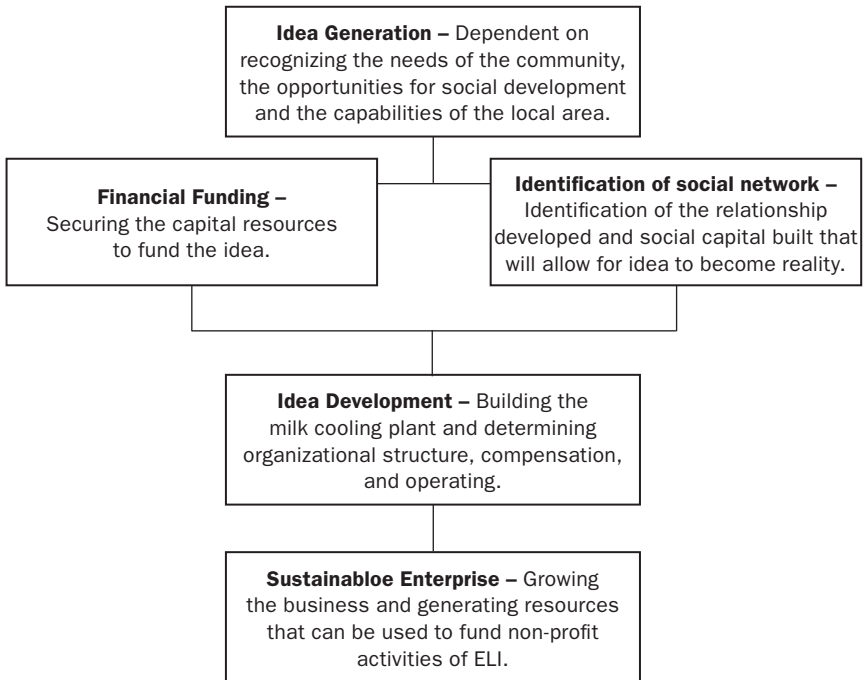 Idea Generation – Dependent on
recognizing the needs of the community,
the opportunities for social development
and the capabilities of the local area.
Financial Funding –
Securing the capital resources
to fund the idea.
Identification of social network –
Identification of the relationship
developed and social capital built that
will allow for idea to become reality.
Idea Development – Building the
milk cooling plant and determining
organizational structure, compensation,
and operating.
Sustainabloe Enterprise – Growing
the business and generating resources
that can be used to fund non-profit
activities of ELI.